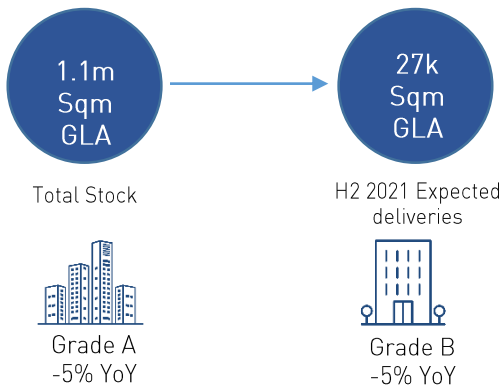 1.1m
Sqm
GLA
27k
Sqm
GLA
Total Stock
H2 2021 Expected
deliveries
Grade A
-5% YoY
Grade B
-5% YoY